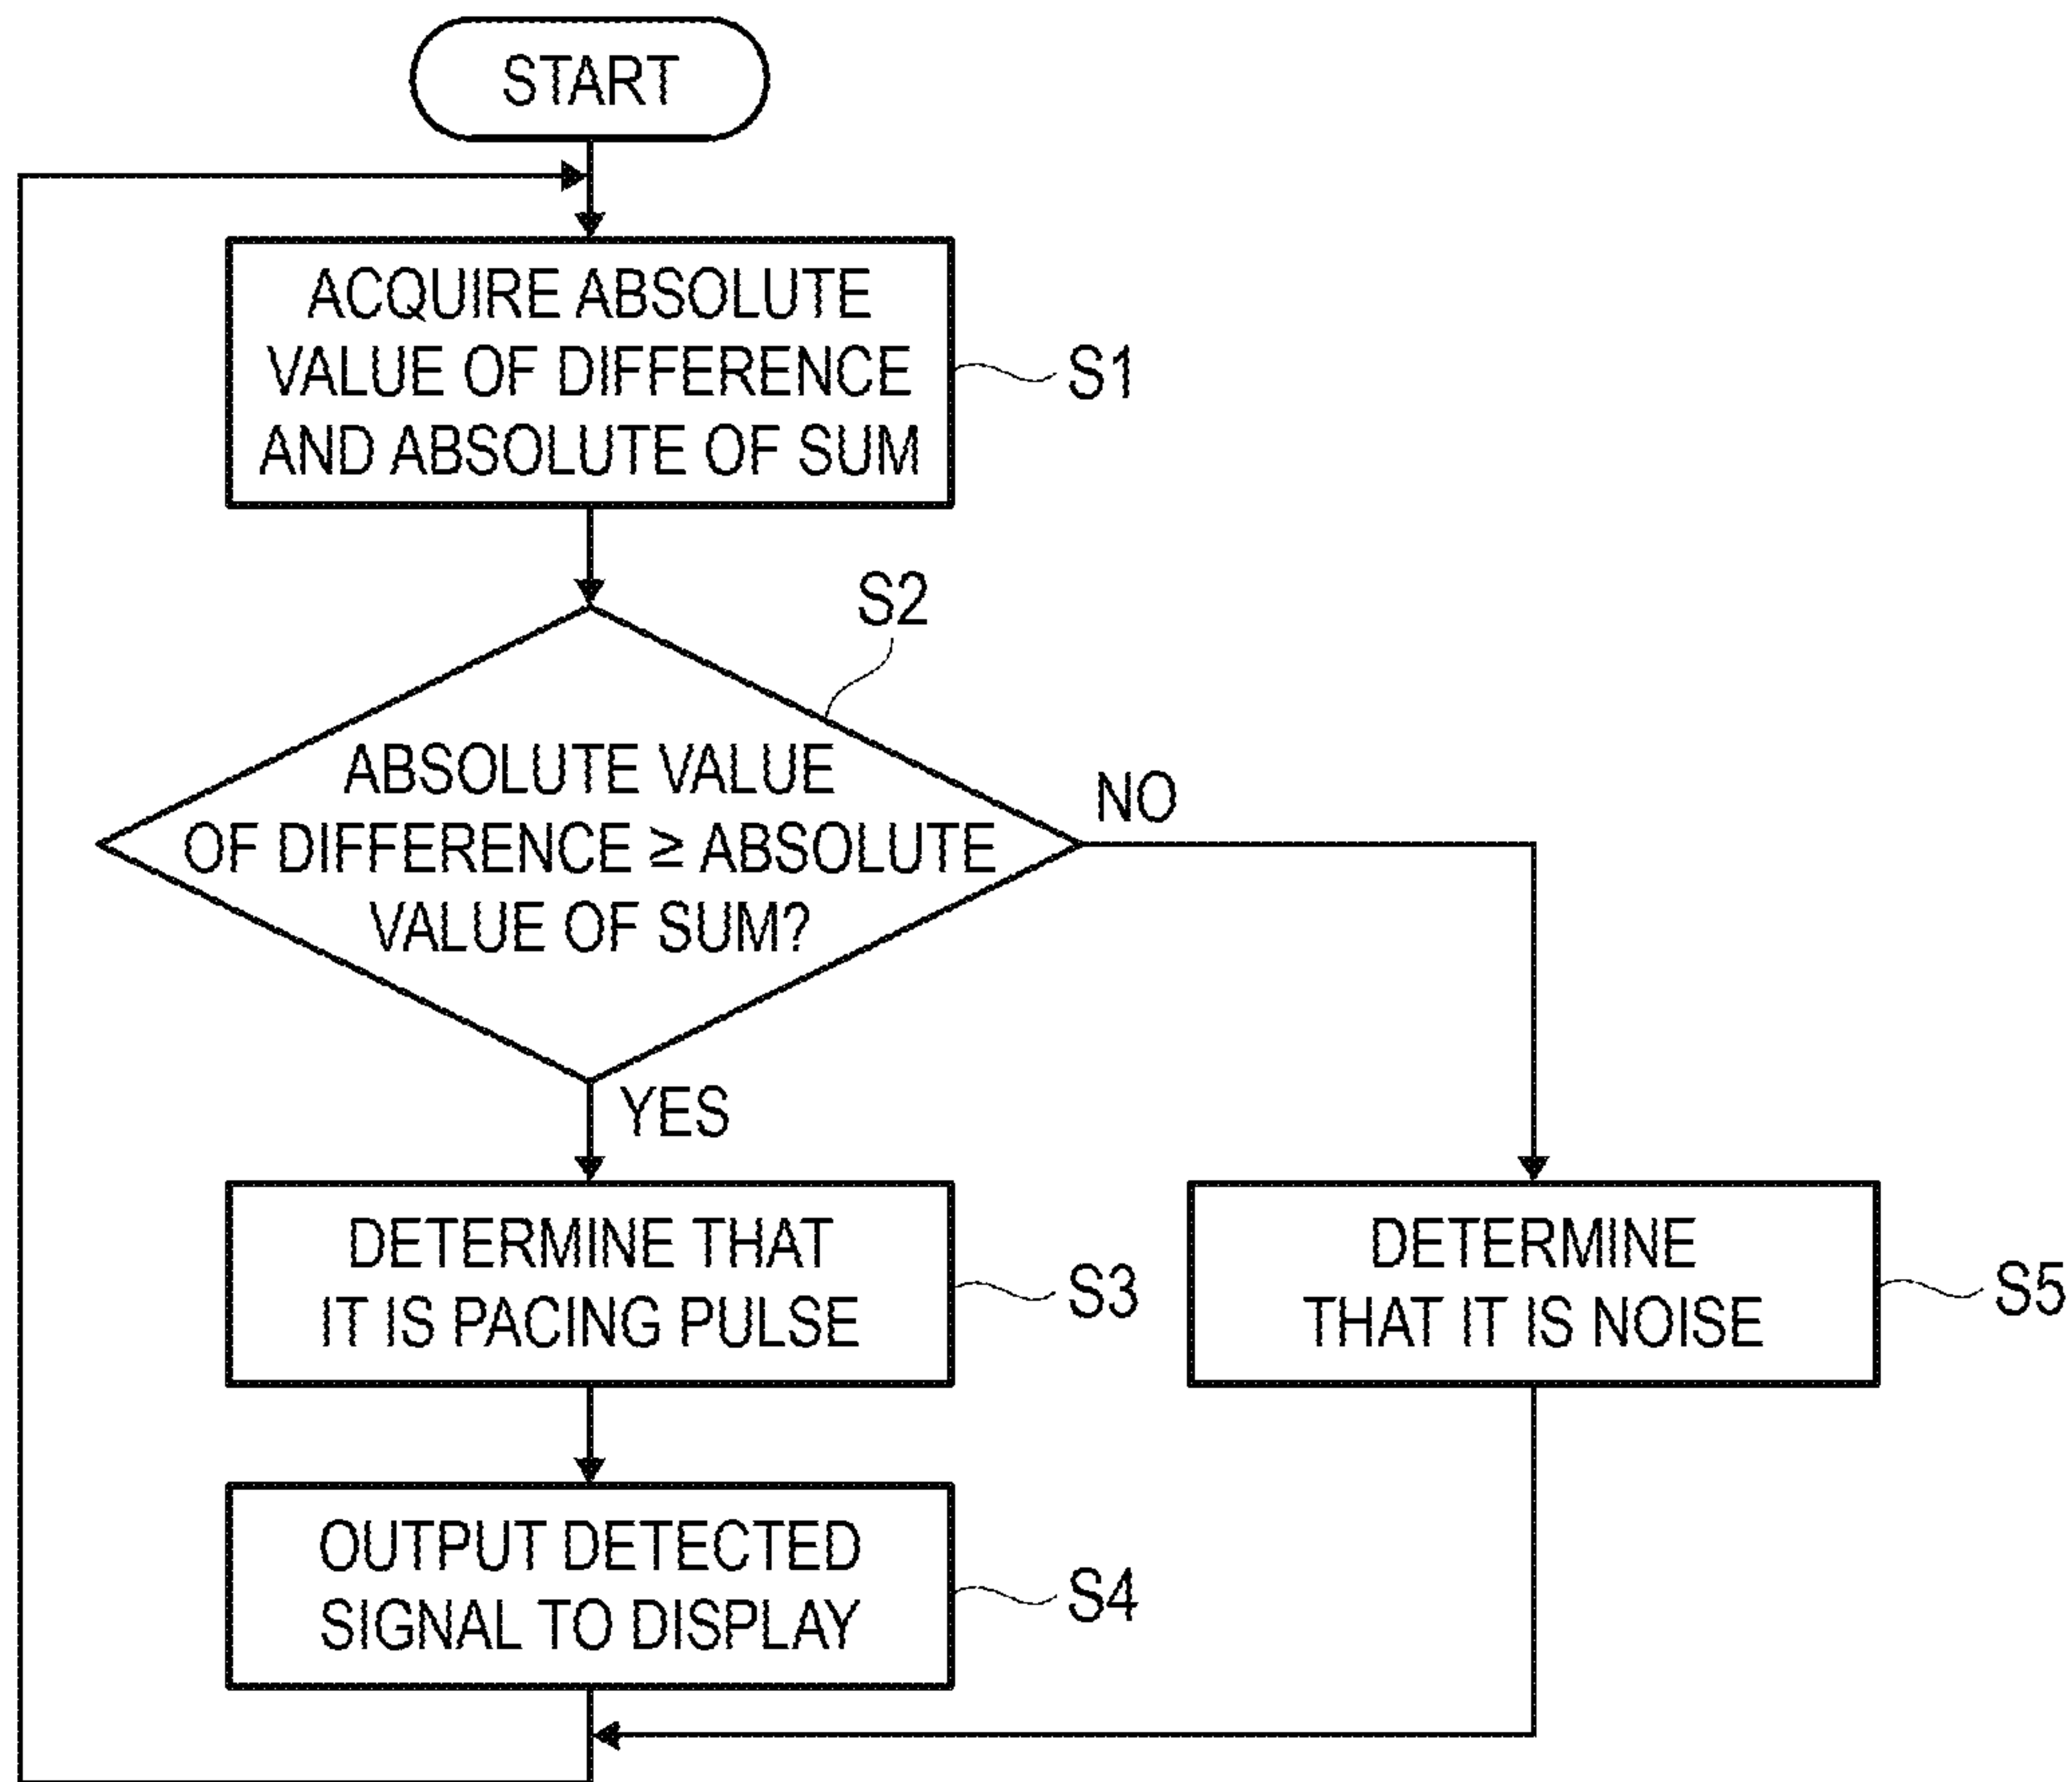 START
ACQUIRE ABSOLUTE
VALUE OF DIFFERENCE
AND ABSOLUTE OF SUM
S1
S2
ABSOLUTE VALUE
OF DIFFERENCE ≥ ABSOLUTE
VALUE OF SUM?
NO
YES
DETERMINE THAT
IT IS PACING PULSE
S3
DETERMINE
THAT IT IS NOISE
S5
OUTPUT DETECTED
SIGNAL TO DISPLAY
S4